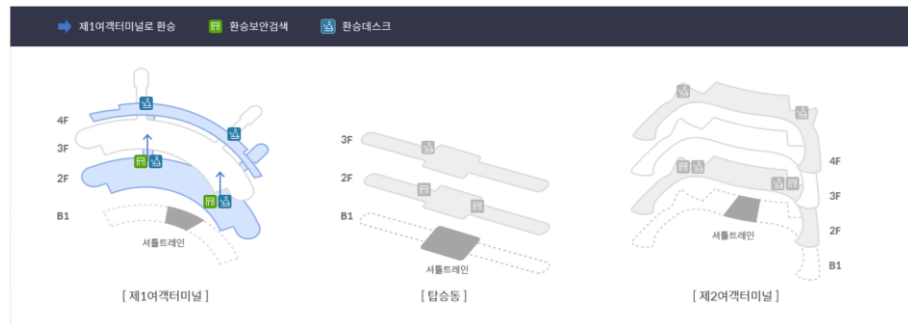 제1여객터미널로 환승 환승보안검색 환승데스크
4F
3F
2F
B1
셔틀트레인
[ 제1여객터미널 ]
3F
2F
B1
셔틀트레인
[ 탑승동 ]
4F
3F
2F
B1
셔틀트레인
[ 제2여객터미널 ]